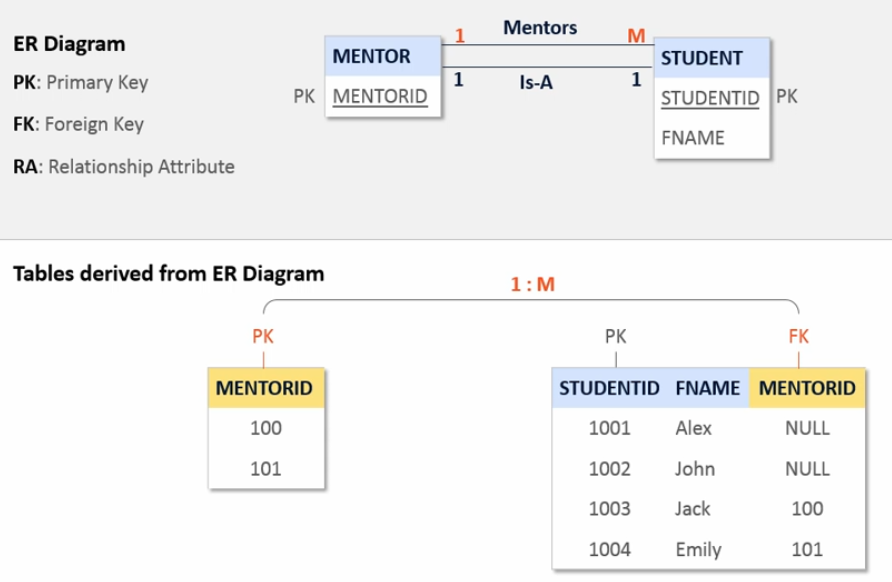 ER Diagram
PK: Primary Key
FK: Foreign Key
RA: Relationship Attribute
MENTOR
PK MENTORID
1 Mentors M
1 Is-A 1
STUDENT
STUDENTID PK
FNAME
Tables derived from ER Diagram
1 : M
PK PK FK
MENTORID
100
101
STUDENTID FNAME MENTORID
1001 Alex NULL
1002 John NULL
1003 Jack 100
1004 Emily 101